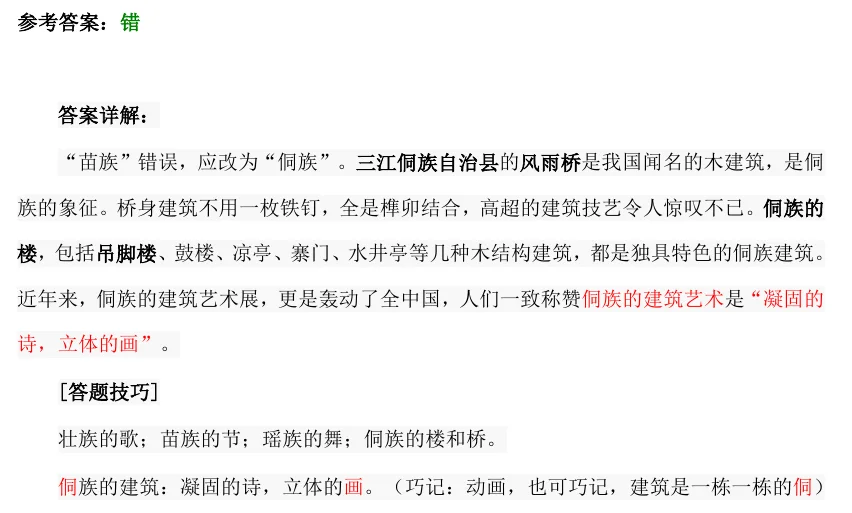 参考答案：错
答案详解：
“苗族”错误，应改为“侗族”。三江侗族自治县的风雨桥是我国闻名的木建筑，是侗
族的象征。桥身建筑不用一枚铁钉，全是榫卯结合，高超的建筑技艺令人惊叹不已。侗族的
楼，包括吊脚楼、鼓楼、凉亭、寨门、水井亭等几种木结构建筑，都是独具特色的侗族建筑。
近年来，侗族的建筑艺术展，更是轰动了全中国，人们一致称赞侗族的建筑艺术是“凝固的
诗，立体的画”。
[答题技巧]
壮族的歌；苗族的节；瑶族的舞；侗族的楼和桥。
侗族的建筑：凝固的诗，立体的画。（巧记：动画，也可巧记，建筑是一栋一栋的侗）